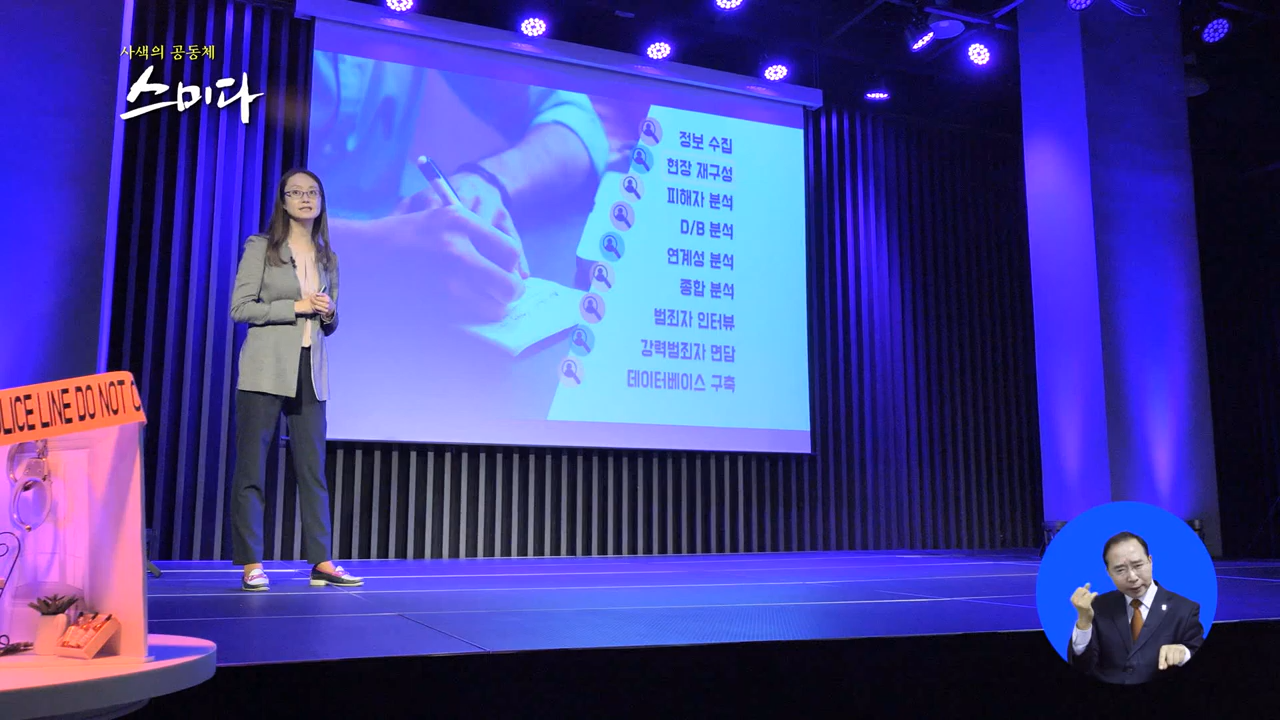 사색의 공동체
스미다
정보 수집
현장 재구성
피해자 분석
D/B 분석
연계성 분석
종합 분석
범죄자 인터뷰
강력범죄자 면담
데이터베이스 구축
LICE LINE DO NOT C